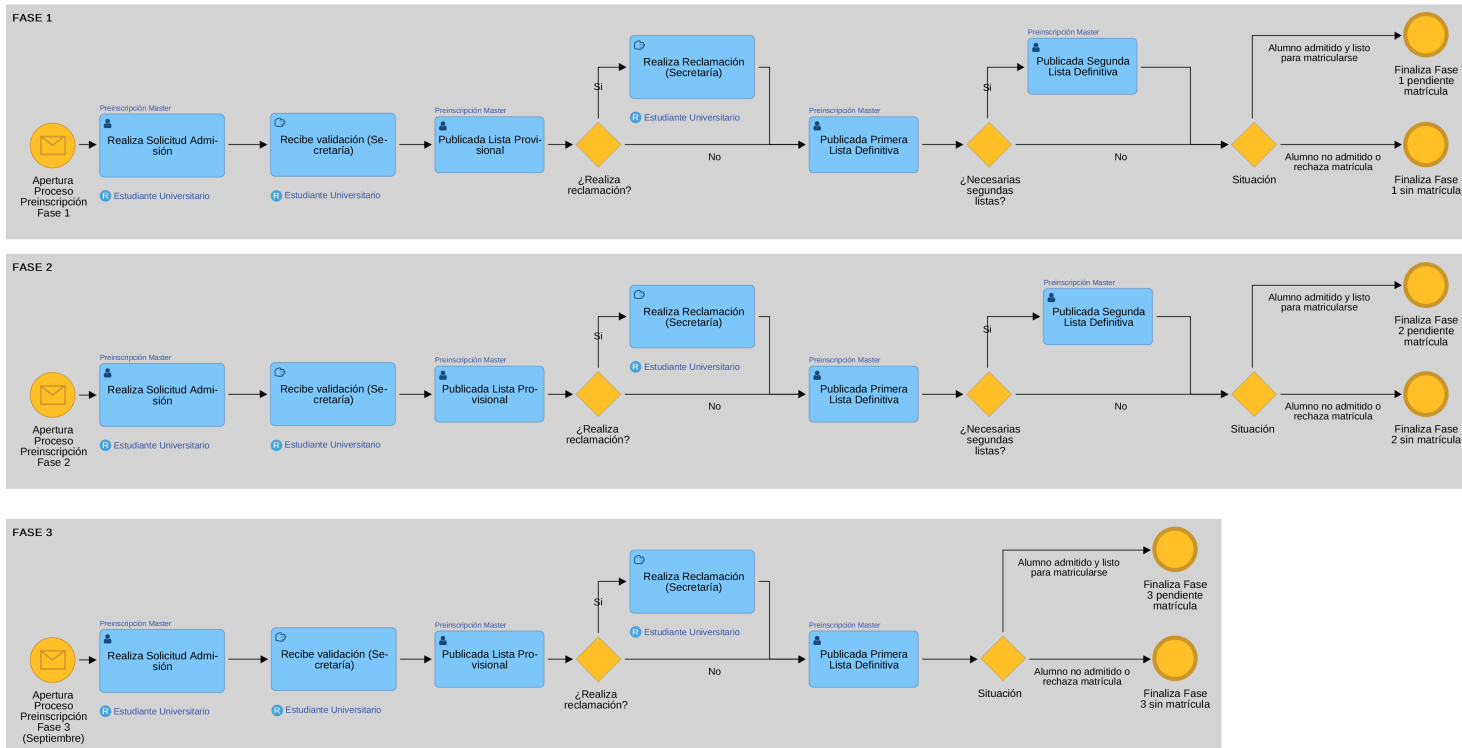 FASE 1
Preinscripción Master
Realiza Solicitud Admi-
sión
R Estudiante Universitario
Apertura
Proceso
Preinscripción
Fase 1
Recibe validación (Se-
cretaría)
R Estudiante Universitario
Preinscripción Master
Publicada Lista Provi-
sional
¿Realiza
reclamación?
Si
Realiza Reclamación
(Secretaría)
R Estudiante Universitario
No
Preinscripción Master
Publicada Primera
Lista Definitiva
¿Necesarias
segundas
listas?
Si
Preinscripción Master
Publicada Segunda
Lista Definitiva
No
Situación
Alumno admitido y listo
para matricularse
Finaliza Fase
1 pendiente
matrícula
Alumno no admitido o
rechaza matrícula
Finaliza Fase
1 sin matrícula
FASE 2
Preinscripción Master
Realiza Solicitud Admi-
sión
R Estudiante Universitario
Apertura
Proceso
Preinscripción
Fase 2
Recibe validación (Se-
cretaría)
R Estudiante Universitario
Preinscripción Master
Publicada Lista Pro-
visional
¿Realiza
reclamación?
Si
Realiza Reclamación
(Secretaría)
R Estudiante Universitario
No
Preinscripción Master
Publicada Primera
Lista Definitiva
¿Necesarias
segundas
listas?
Si
Preinscripción Master
Publicada Segunda
Lista Definitiva
No
Situación
Alumno admitido y listo
para matricularse
Finaliza Fase
2 pendiente
matrícula
Alumno no admitido o
rechaza matrícula
Finaliza Fase
2 sin matrícula
FASE 3
Preinscripción Master
Realiza Solicitud Admi-
sión
R Estudiante Universitario
Apertura
Proceso
Preinscripción
Fase 3
(Septiembre)
Recibe validación (Se-
cretaría)
R Estudiante Universitario
Preinscripción Master
Publicada Lista Pro-
visional
¿Realiza
reclamación?
Si
Realiza Reclamación
(Secretaría)
R Estudiante Universitario
No
Preinscripción Master
Publicada Primera
Lista Definitiva
Situación
Alumno admitido y listo
para matricularse
Finaliza Fase
3 pendiente
matrícula
Alumno no admitido o
rechaza matrícula
Finaliza Fase
3 sin matrícula